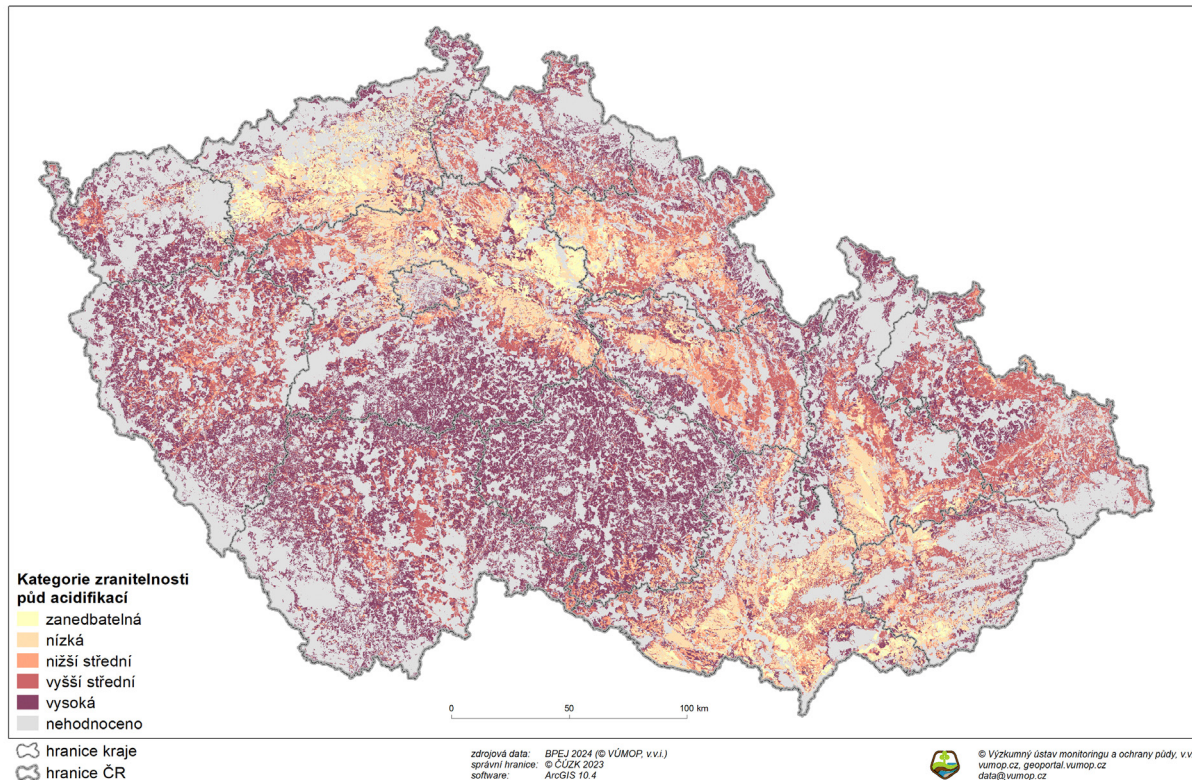 Kategorie zranitelnosti
půd acidifikací
zanedbatelná
nízká
nižší střední
vyšší střední
vysoká
nehodnoceno
hranice kraje
hranice ČR
0 50 100 km
zdrojová data: BPEJ 2024 (© VÚMOP, v.v.i.)
správní hranice: © ČÚZK 2023
software: ArcGIS 10.4
© Výzkumný ústav monitoringu a ochrany půdy, v.v
vumop.cz, geoportal.vumop.cz
data@vumop.cz